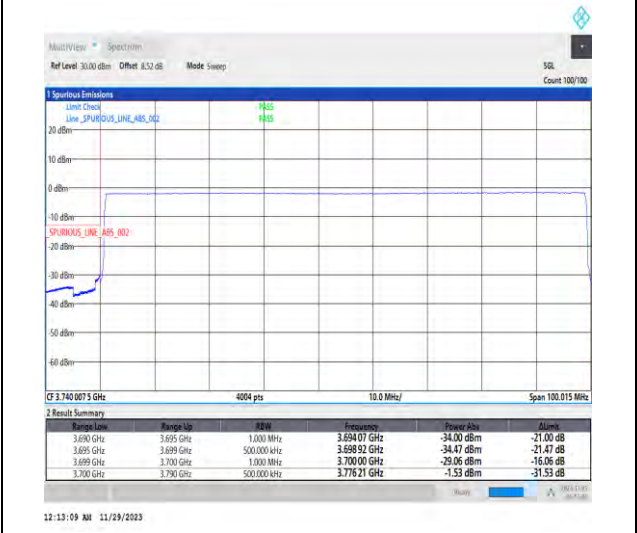 MultiView Spectrum
Ref Level 30.00 dBm Offset 8.52 dB Mode Sweep SGL
Count 100/100
1 Spurious Emissions
Limit Check PASS
Line _SPURIOUS_LINE_ABS_002 PASS
20 dBm
10 dBm
0 dBm
-10 dBm
_SPURIOUS_LINE_ABS_002
-20 dBm
-30 dBm
-40 dBm
-50 dBm
-60 dBm
CF 3.740 007 5 GHz 4004 pts 10.0 MHz/ Span 100.015 MHz
2 Result Summary
Range Low Range Up RBW Frequency Power Abs ΔLimit
3.690 GHz 3.695 GHz 1.000 MHz 3.694 07 GHz -34.00 dBm -21.00 dB
3.695 GHz 3.699 GHz 500.000 kHz 3.698 92 GHz -34.47 dBm -21.47 dB
3.699 GHz 3.700 GHz 1.000 MHz 3.700 00 GHz -29.06 dBm -16.06 dB
3.700 GHz 3.790 GHz 500.000 kHz 3.776 21 GHz -1.53 dBm -31.53 dB
Ready
12:13:09 AM 11/29/2023